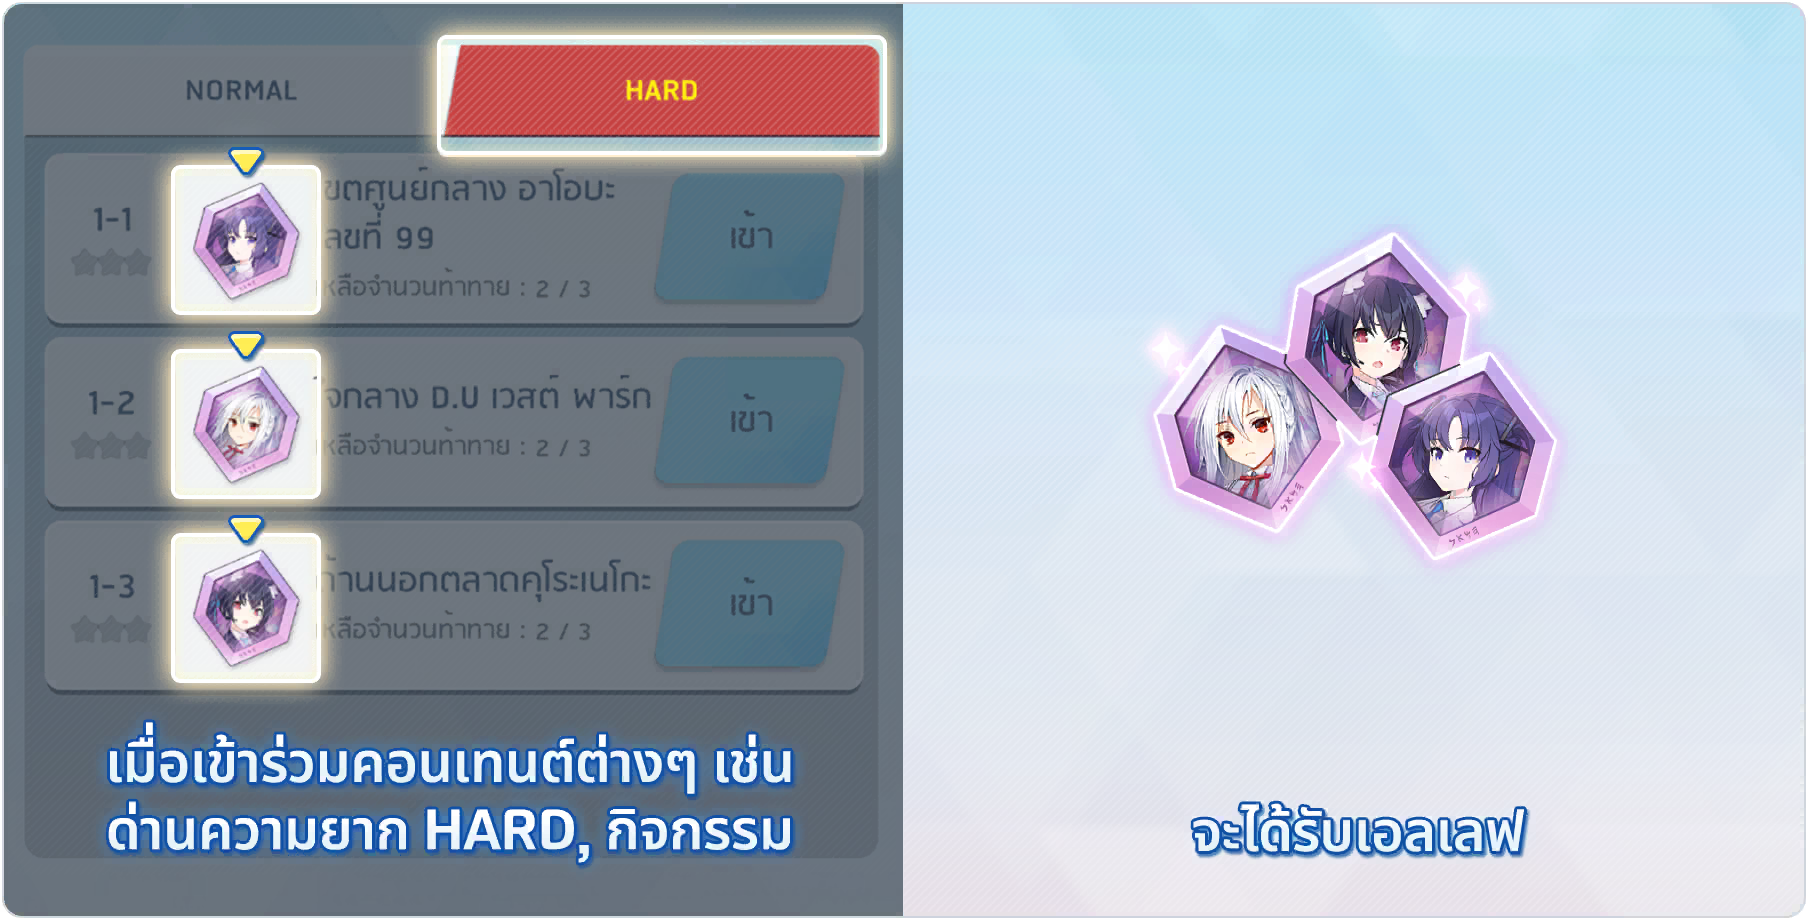 NORMAL
HARD
1-1
ขตศูนย์กลาง อาโอบะ
ลขที่ 99
หลือจำนวนท้าทาย : 2 / 3
เข้า
1-2
ใจกลาง D.U เวสต์ พาร์ก
หลือจำนวนท้าทาย : 2 / 3
เข้า
1-3
ด้านนอกตลาดคุโระเนโกะ
หลือจำนวนท้าทาย : 2 / 3
เข้า
เมื่อเข้าร่วมคอนเทนต์ต่างๆ เช่น
ด่านความยาก HARD, กิจกรรม
จะได้รับเอลเลฟ